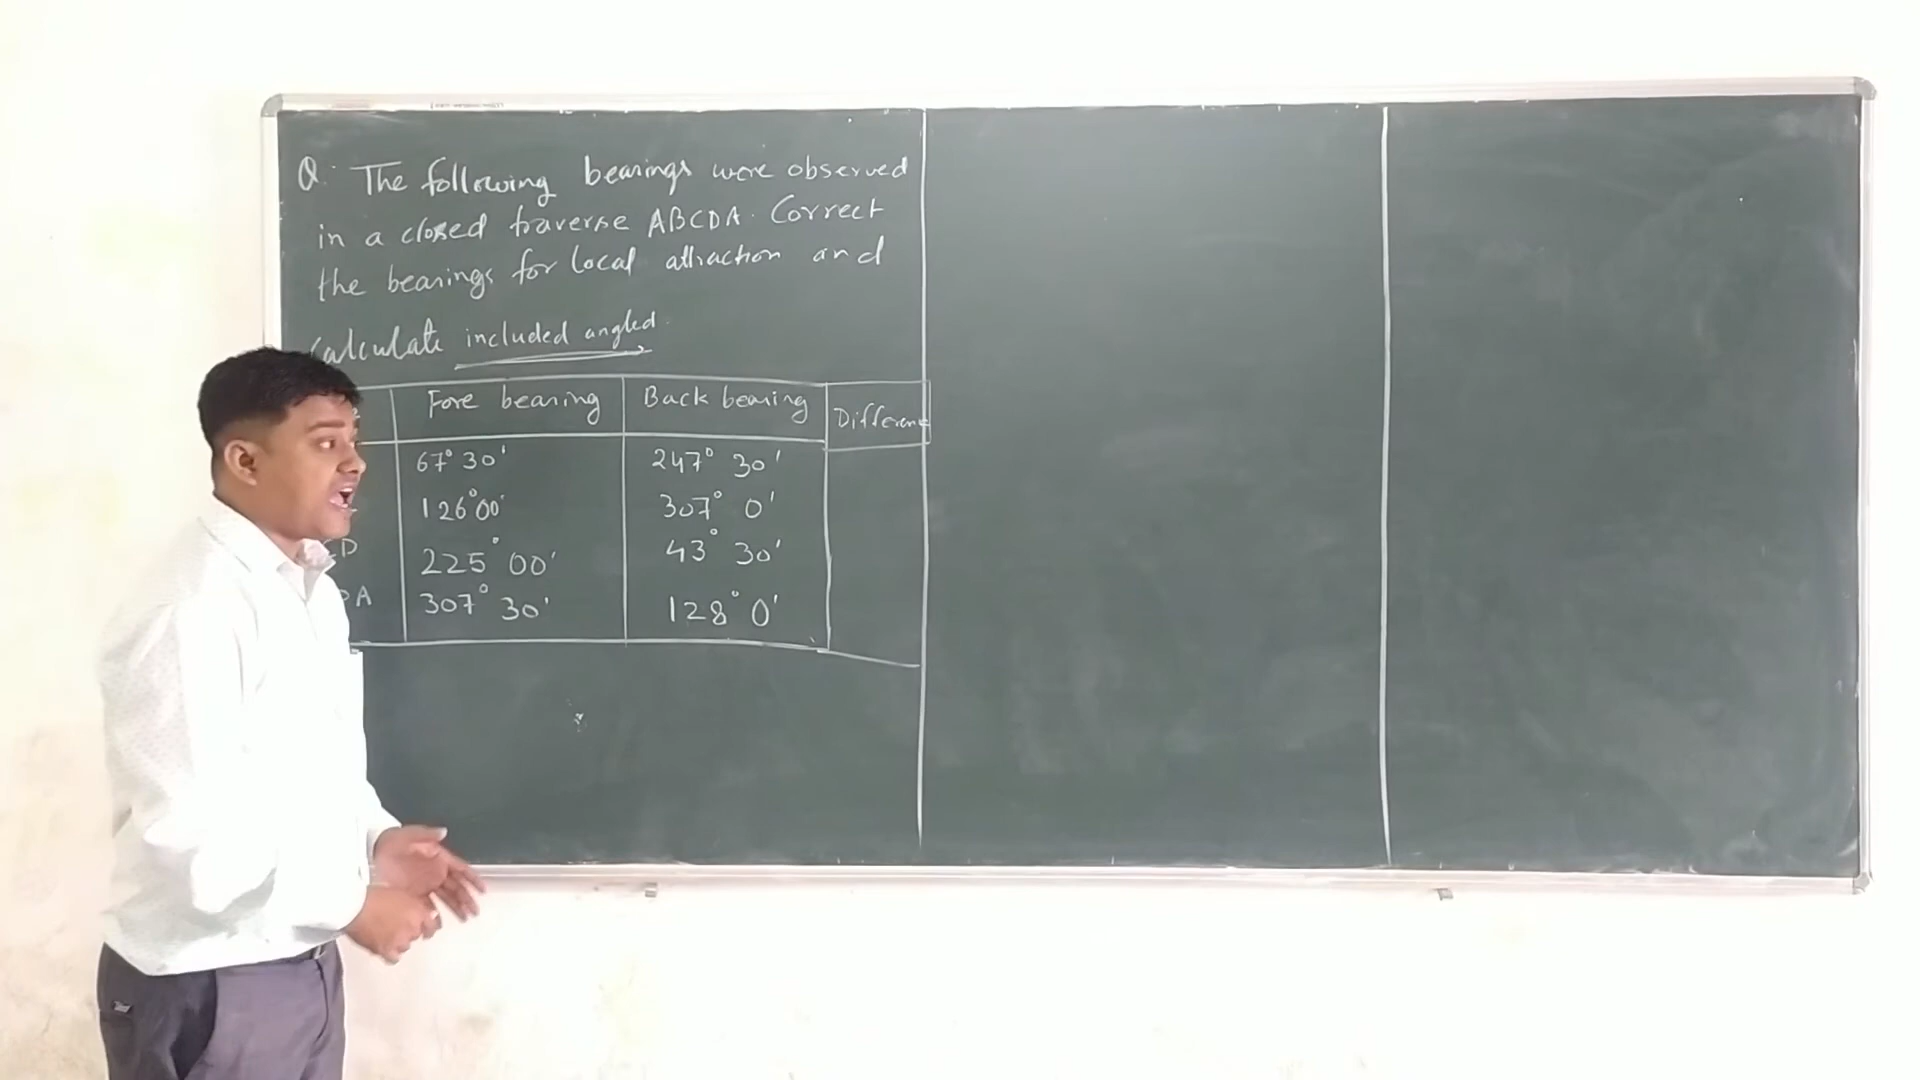 Q. The following bearings were observed
in a closed traverse ABCDA. Correct
the bearings for local attraction and
Calculate included angled.
Fore bearing Back bearing Difference
67° 30' 247° 30'
126° 00' 307° 0'
CD 225° 00' 43° 30'
DA 307° 30' 128° 0'